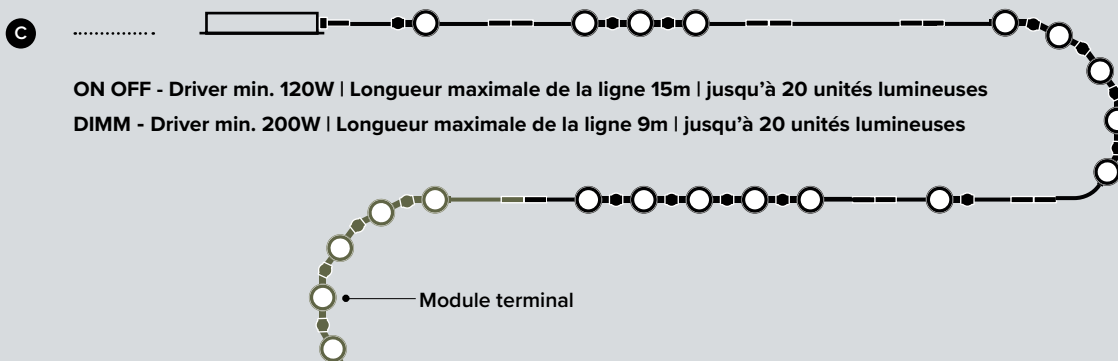 C
ON OFF - Driver min. 120W | Longueur maximale de la ligne 15m | jusqu'à 20 unités lumineuses
DIMM - Driver min. 200W | Longueur maximale de la ligne 9m | jusqu'à 20 unités lumineuses
Module terminal